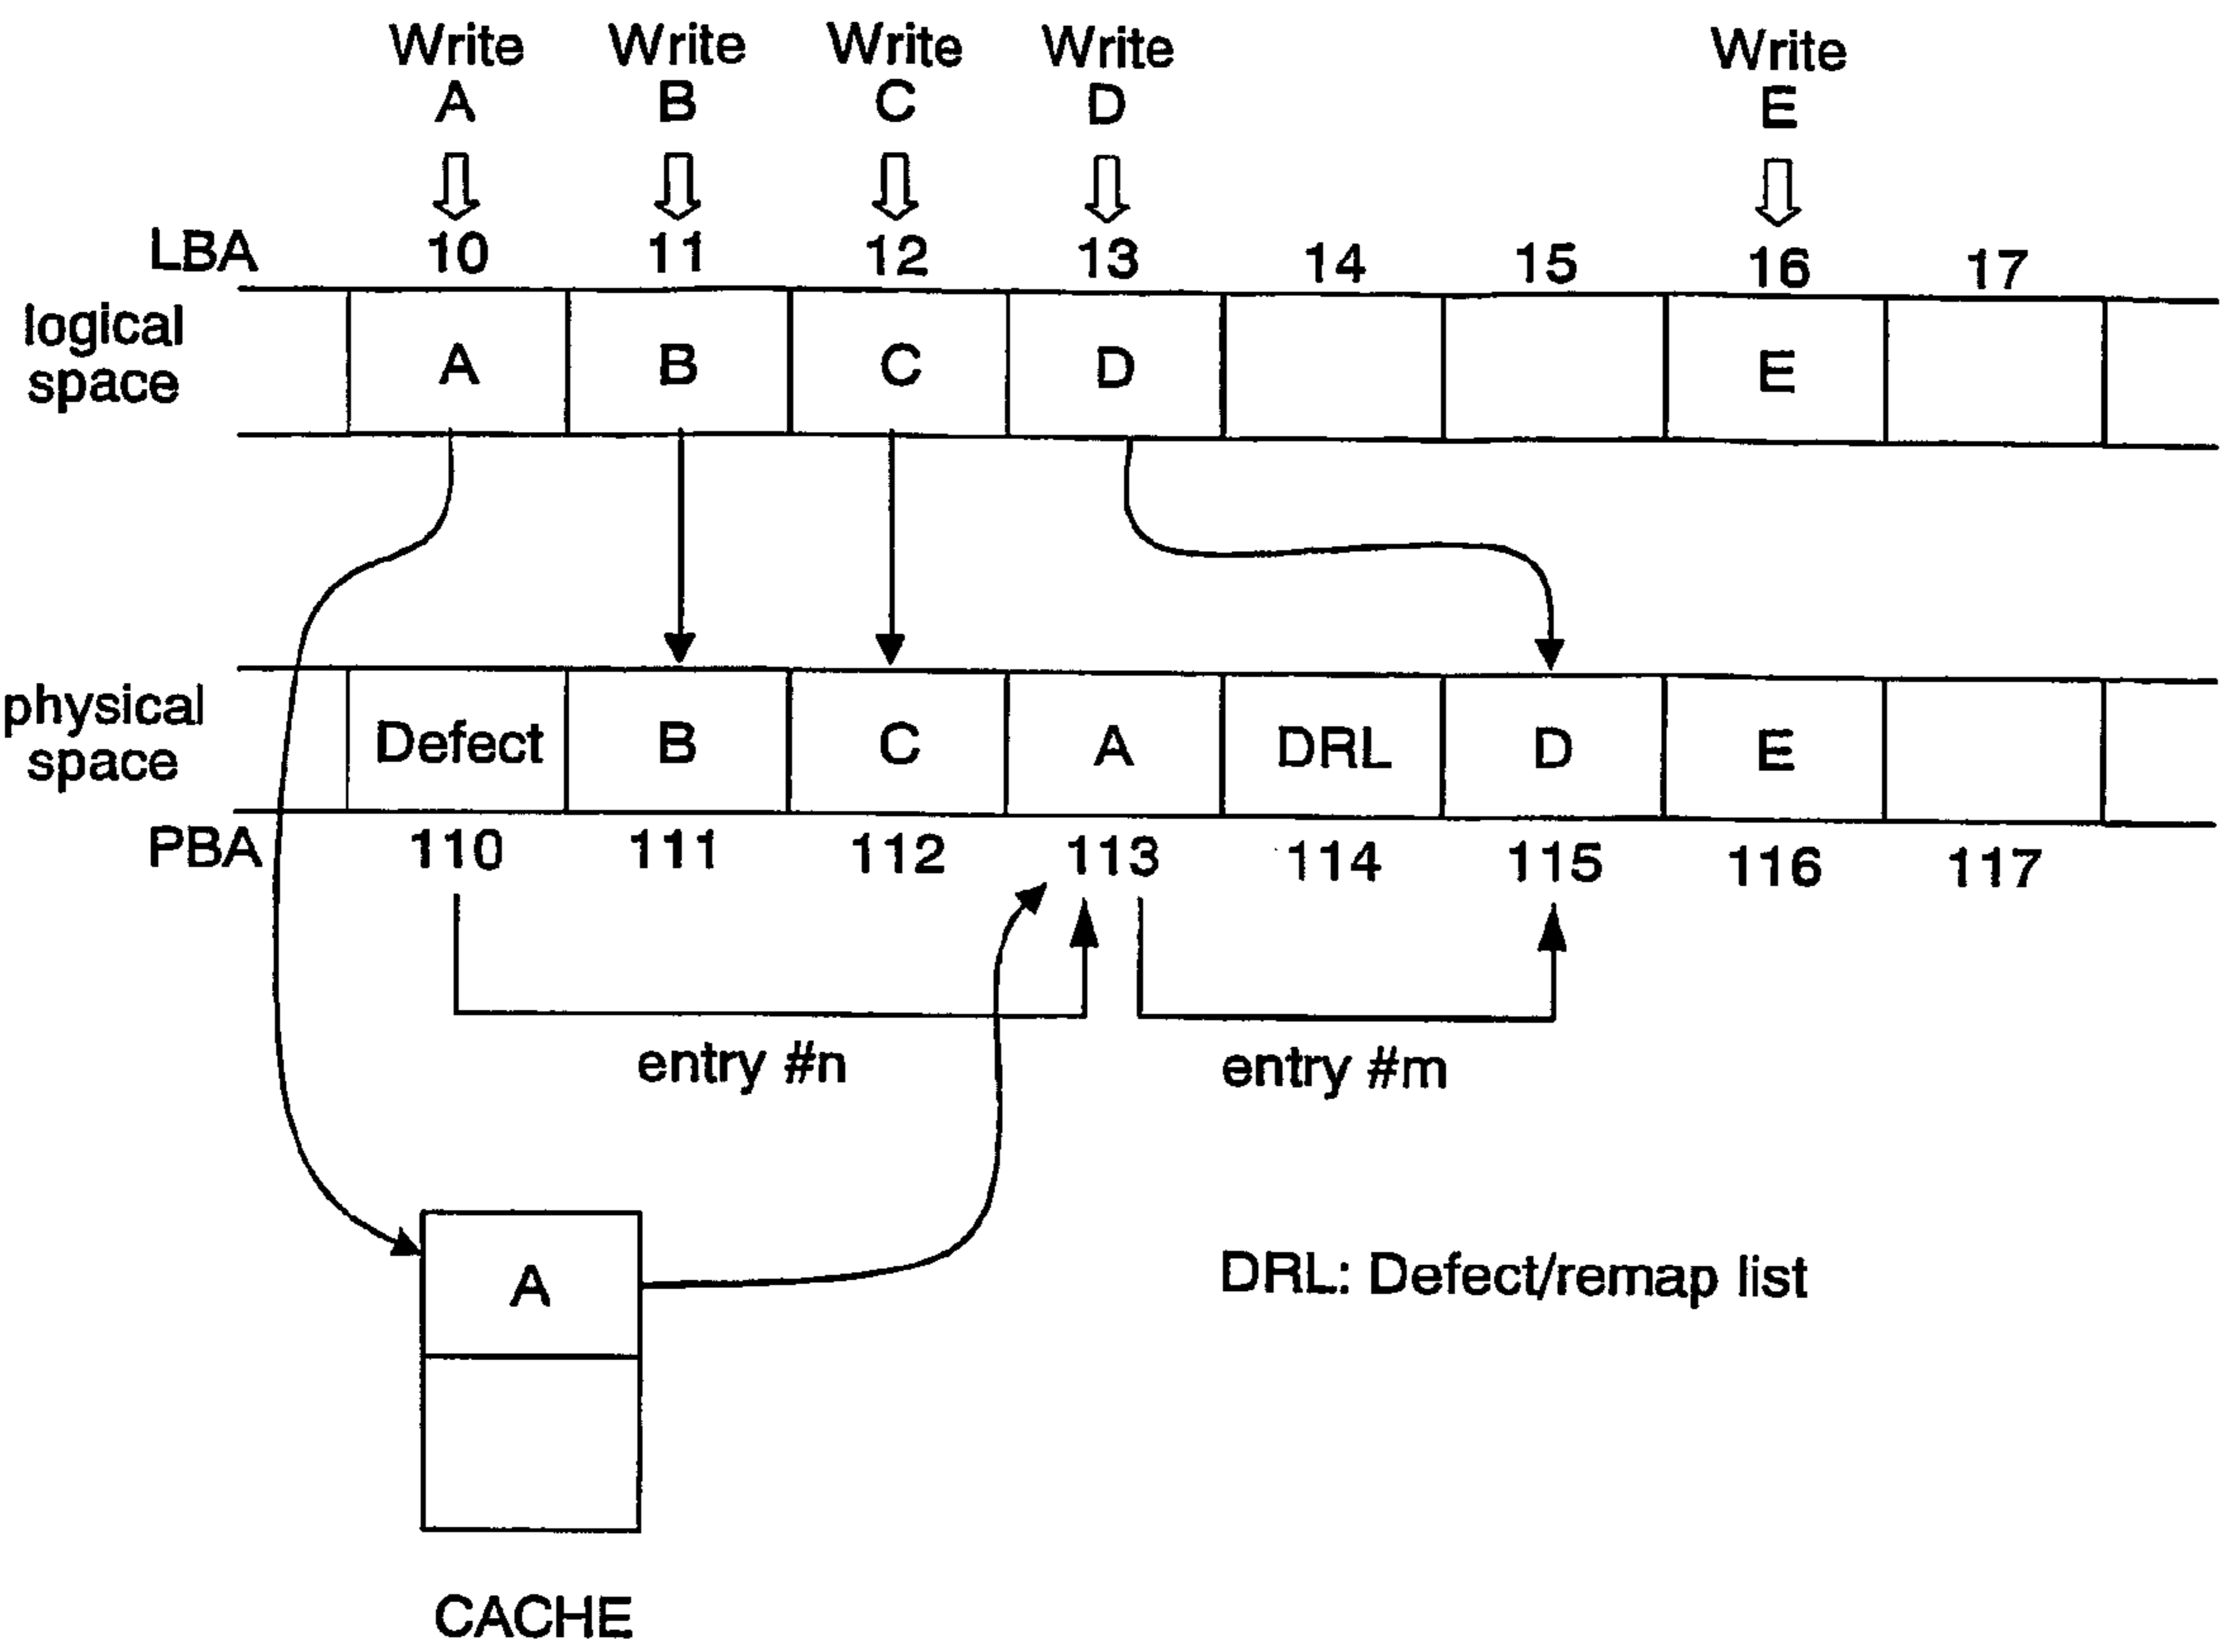 Write Write Write Write Write
A B C D E
LBA 10 11 12 13 14 15 16 17
logical
space
A B C D E
physical
space
Defect B C A DRL D E
PBA 110 111 112 113 114 115 116 117
entry #n entry #m
A
DRL: Defect/remap list
CACHE